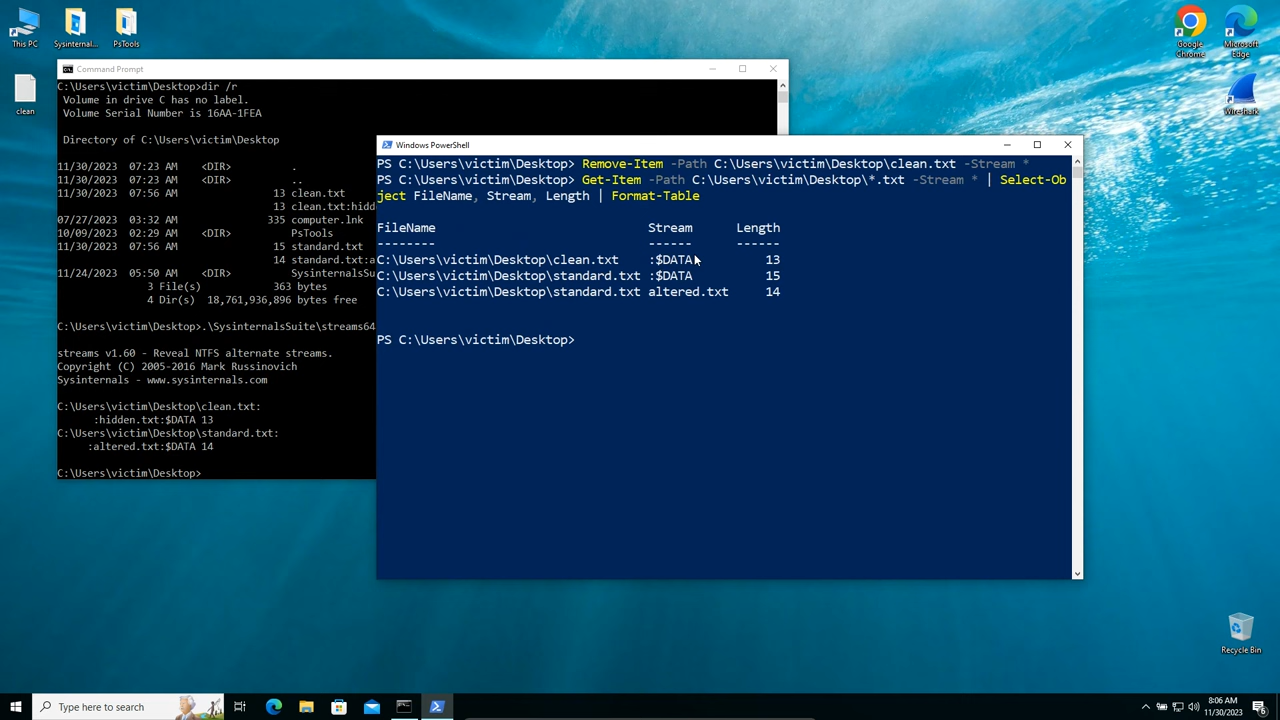 This PC
Sysinternal...
PsTools
Google
Chrome
Microsoft
Edge
clean
Wireshark
Command Prompt
C:\Users\victim\Desktop>dir /r
Volume in drive C has no label.
Volume Serial Number is 16AA-1FEA
Directory of C:\Users\victim\Desktop
11/30/2023 07:23 AM <DIR> .
11/30/2023 07:23 AM <DIR> ..
11/30/2023 07:56 AM 13 clean.txt
13 clean.txt:hidd
07/27/2023 03:32 AM 335 computer.lnk
10/09/2023 02:29 AM <DIR> PsTools
11/30/2023 07:56 AM 15 standard.txt
14 standard.txt:a
11/24/2023 05:50 AM <DIR> SysinternalsSu
3 File(s) 363 bytes
4 Dir(s) 18,761,936,896 bytes free
C:\Users\victim\Desktop>.\SysinternalsSuite\streams64
streams v1.60 - Reveal NTFS alternate streams.
Copyright (C) 2005-2016 Mark Russinovich
Sysinternals - www.sysinternals.com
C:\Users\victim\Desktop\clean.txt:
:hidden.txt:$DATA 13
C:\Users\victim\Desktop\standard.txt:
:altered.txt:$DATA 14
C:\Users\victim\Desktop>
Windows PowerShell
PS C:\Users\victim\Desktop> Remove-Item -Path C:\Users\victim\Desktop\clean.txt -Stream *
PS C:\Users\victim\Desktop> Get-Item -Path C:\Users\victim\Desktop\*.txt -Stream * | Select-Ob
ject FileName, Stream, Length | Format-Table
FileName Stream Length
-------- ------ ------
C:\Users\victim\Desktop\clean.txt :$DATA 13
C:\Users\victim\Desktop\standard.txt :$DATA 15
C:\Users\victim\Desktop\standard.txt altered.txt 14
PS C:\Users\victim\Desktop>
Recycle Bin
Type here to search
8:06 AM
11/30/2023
6